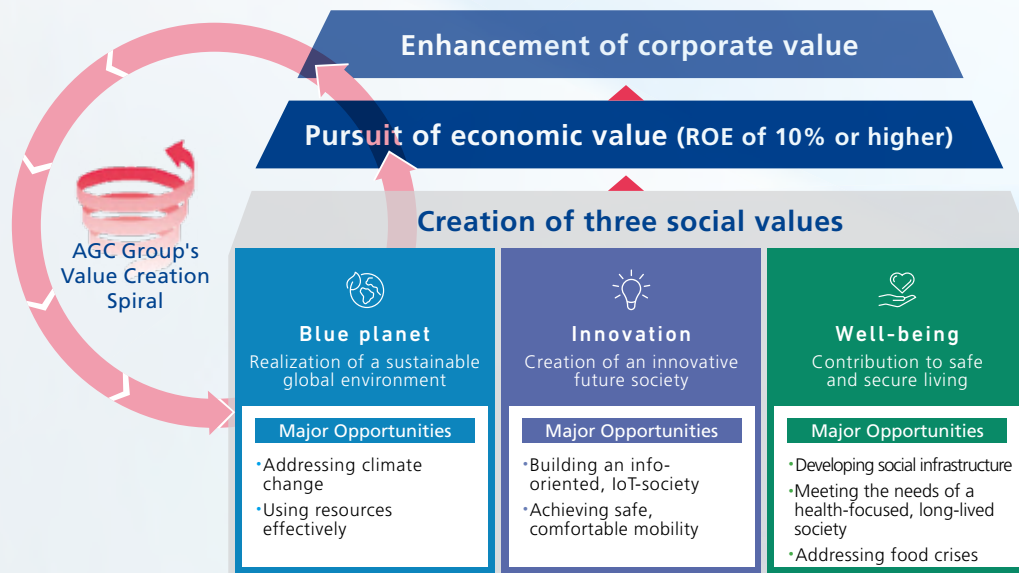 Enhancement of corporate value
Pursuit of economic value (ROE of 10% or higher)
AGC Group's
Value Creation
Spiral
Creation of three social values
Blue planet
Realization of a sustainable
global environment
Major Opportunities
・Addressing climate
change
・Using resources
effectively
Innovation
Creation of an innovative
future society
Major Opportunities
・Building an info-
oriented, IoT-society
・Achieving safe,
comfortable mobility
Well-being
Contribution to safe
and secure living
Major Opportunities
・Developing social infrastructure
・Meeting the needs of a
health-focused, long-lived
society
・Addressing food crises